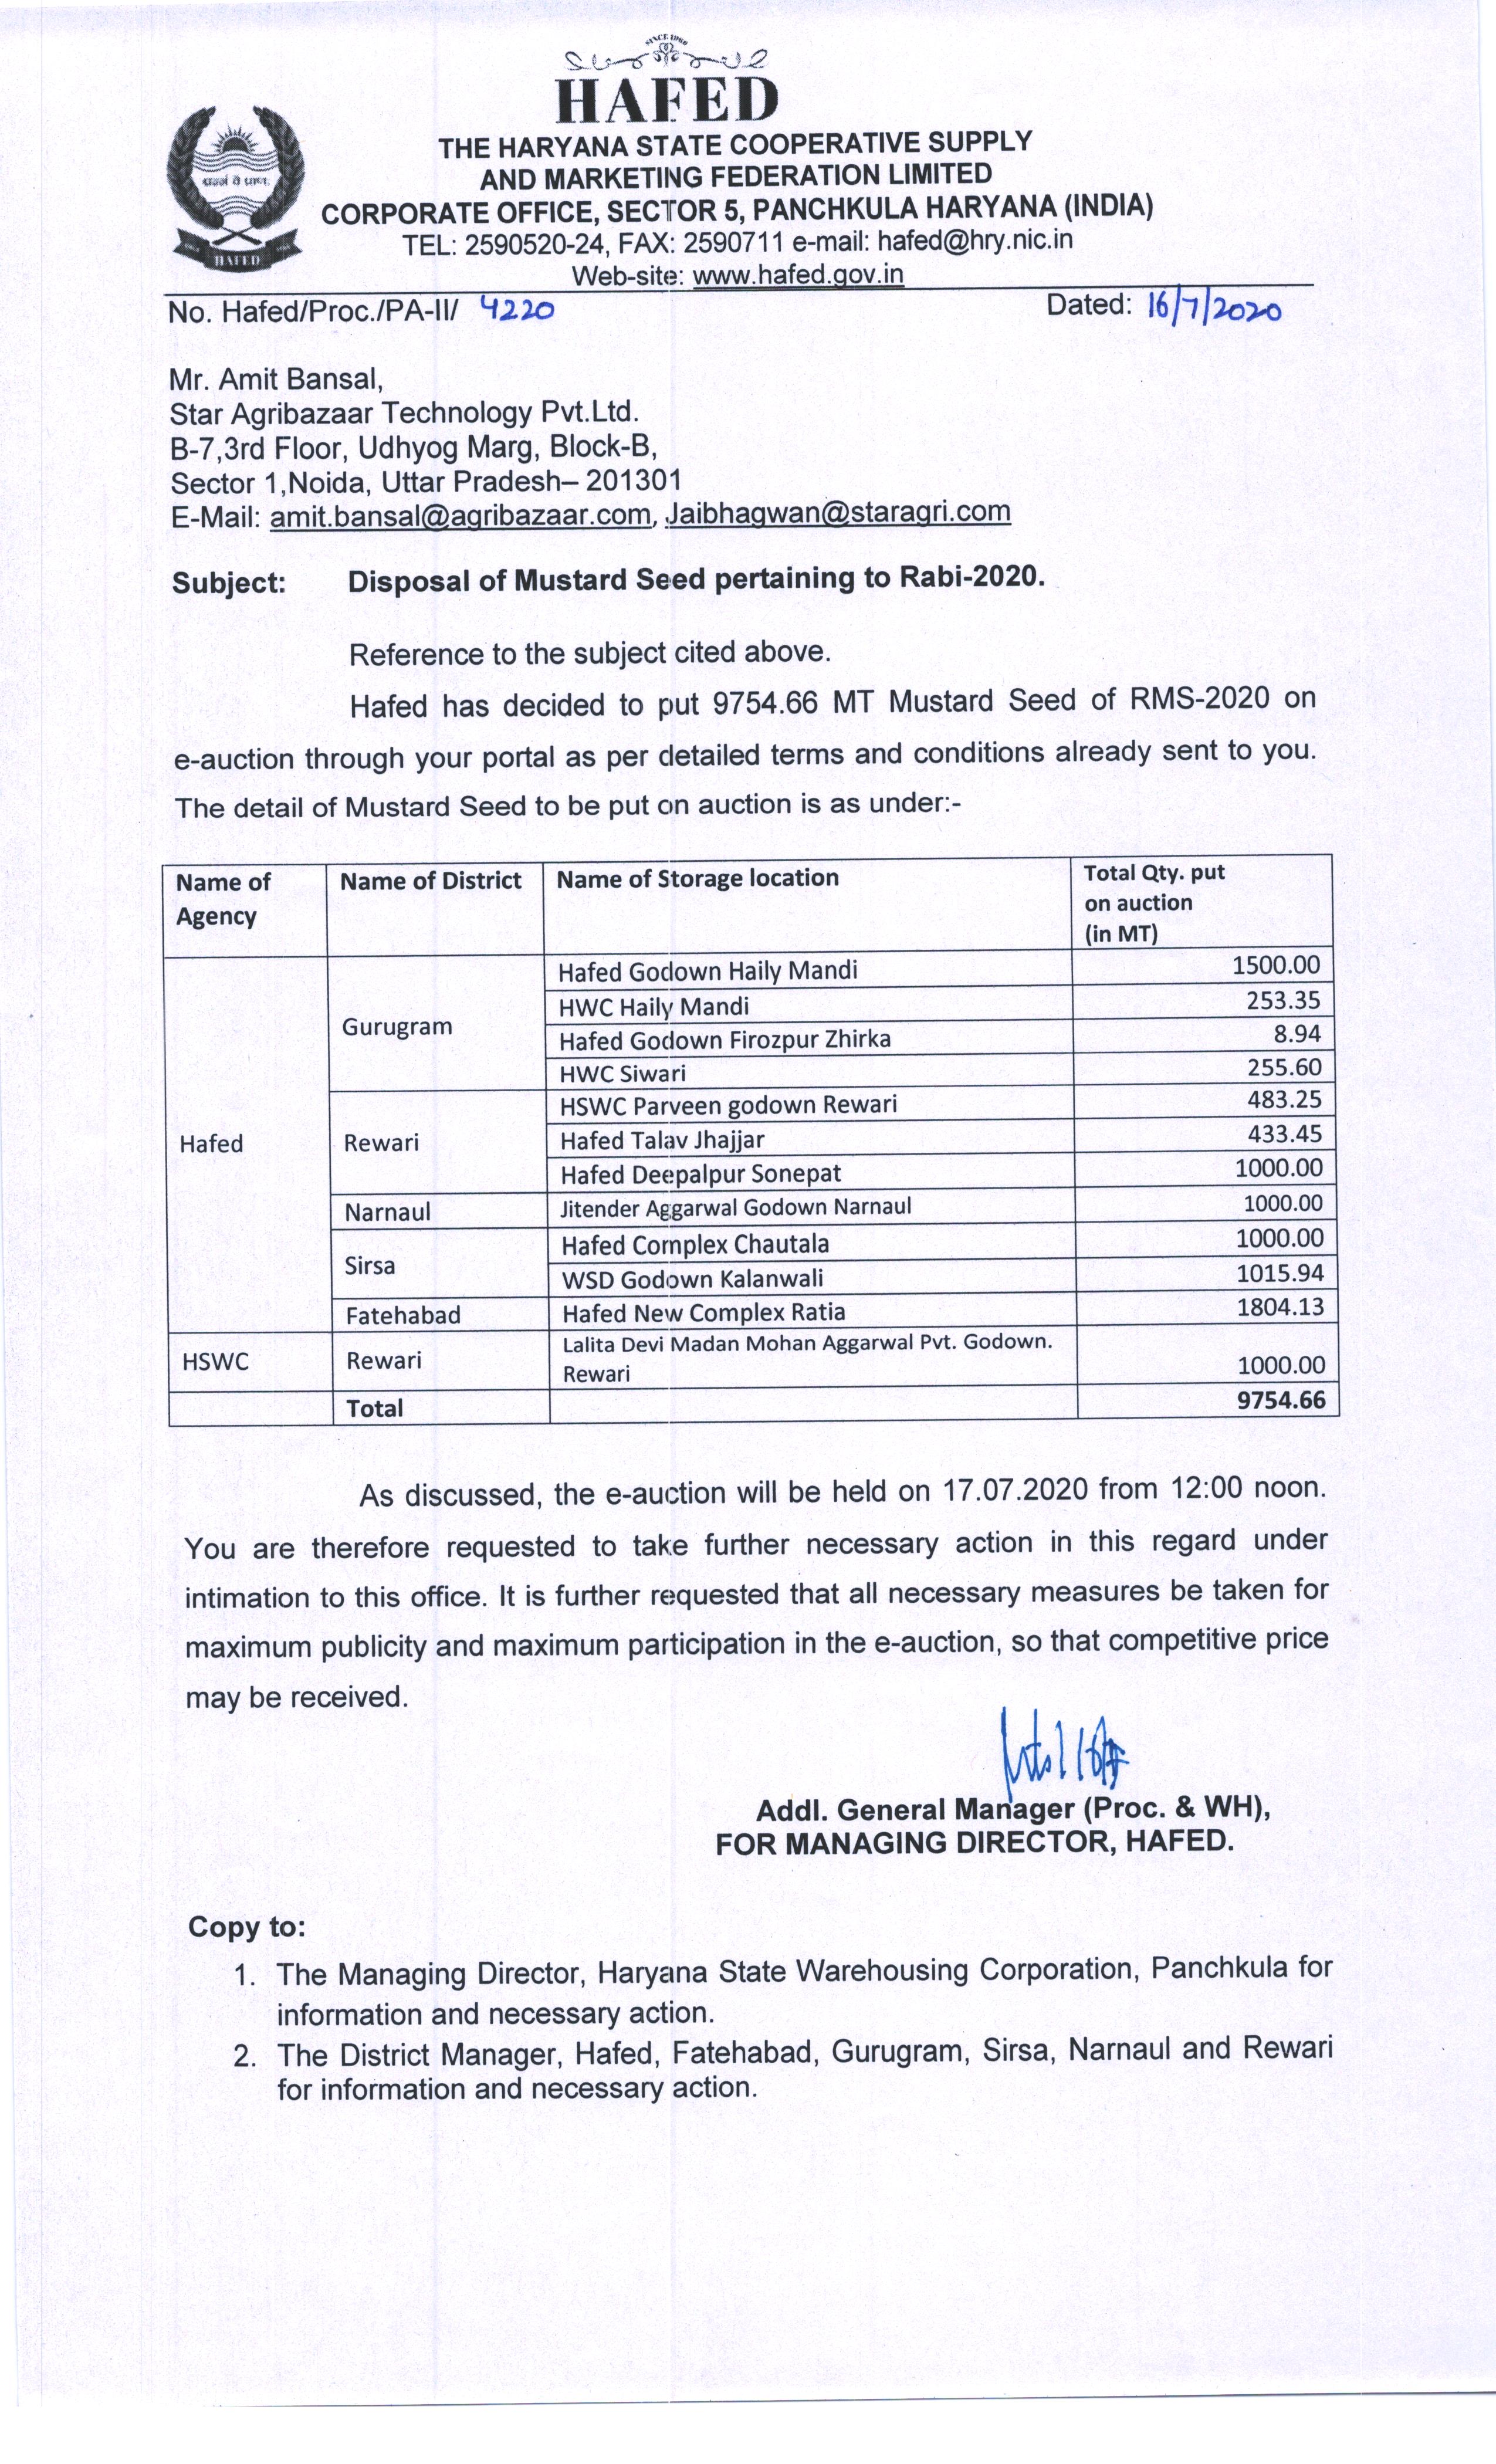 SINCE 1966
HAFED
THE HARYANA STATE COOPERATIVE SUPPLY
AND MARKETING FEDERATION LIMITED
CORPORATE OFFICE, SECTOR 5, PANCHKULA HARYANA (INDIA)
TEL: 2590520-24, FAX: 2590711 e-mail: hafed@hry.nic.in
Web-site: www.hafed.gov.in
HAFED
No. Hafed/Proc./PA-II/ 4220 Dated: 16/7/2020
Mr. Amit Bansal,
Star Agribazaar Technology Pvt.Ltd.
B-7,3rd Floor, Udhyog Marg, Block-B,
Sector 1,Noida, Uttar Pradesh– 201301
E-Mail: amit.bansal@agribazaar.com, Jaibhagwan@staragri.com
Subject: Disposal of Mustard Seed pertaining to Rabi-2020.
Reference to the subject cited above.
Hafed has decided to put 9754.66 MT Mustard Seed of RMS-2020 on
e-auction through your portal as per detailed terms and conditions already sent to you.
The detail of Mustard Seed to be put on auction is as under:-
Name of Agency Name of District Name of Storage location Total Qty. put on auction (in MT)
Hafed Gurugram Hafed Godown Haily Mandi 1500.00
HWC Haily Mandi 253.35
Hafed Godown Firozpur Zhirka 8.94
HWC Siwari 255.60
Rewari HSWC Parveen godown Rewari 483.25
Hafed Talav Jhajjar 433.45
Hafed Deepalpur Sonepat 1000.00
Narnaul Jitender Aggarwal Godown Narnaul 1000.00
Sirsa Hafed Complex Chautala 1000.00
WSD Godown Kalanwali 1015.94
Fatehabad Hafed New Complex Ratia 1804.13
HSWC Rewari Lalita Devi Madan Mohan Aggarwal Pvt. Godown. Rewari 1000.00
Total 9754.66
As discussed, the e-auction will be held on 17.07.2020 from 12:00 noon.
You are therefore requested to take further necessary action in this regard under
intimation to this office. It is further requested that all necessary measures be taken for
maximum publicity and maximum participation in the e-auction, so that competitive price
may be received.
Addl. General Manager (Proc. & WH),
FOR MANAGING DIRECTOR, HAFED.
Copy to:
1. The Managing Director, Haryana State Warehousing Corporation, Panchkula for
information and necessary action.
2. The District Manager, Hafed, Fatehabad, Gurugram, Sirsa, Narnaul and Rewari
for information and necessary action.